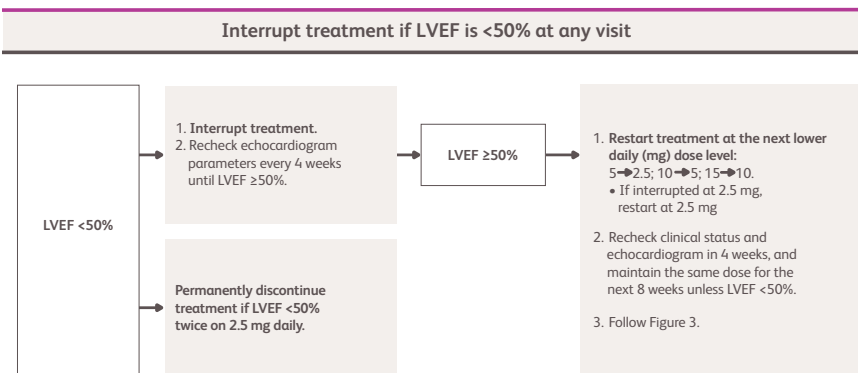 Interrupt treatment if LVEF is <50% at any visit
LVEF <50%
1. Interrupt treatment.
2. Recheck echocardiogram
parameters every 4 weeks
until LVEF ≥50%.
LVEF ≥50%
1. Restart treatment at the next lower
daily (mg) dose level:
5→2.5; 10→5; 15→10.
• If interrupted at 2.5 mg,
restart at 2.5 mg
2. Recheck clinical status and
echocardiogram in 4 weeks, and
maintain the same dose for the
next 8 weeks unless LVEF <50%.
3. Follow Figure 3.
Permanently discontinue
treatment if LVEF <50%
twice on 2.5 mg daily.